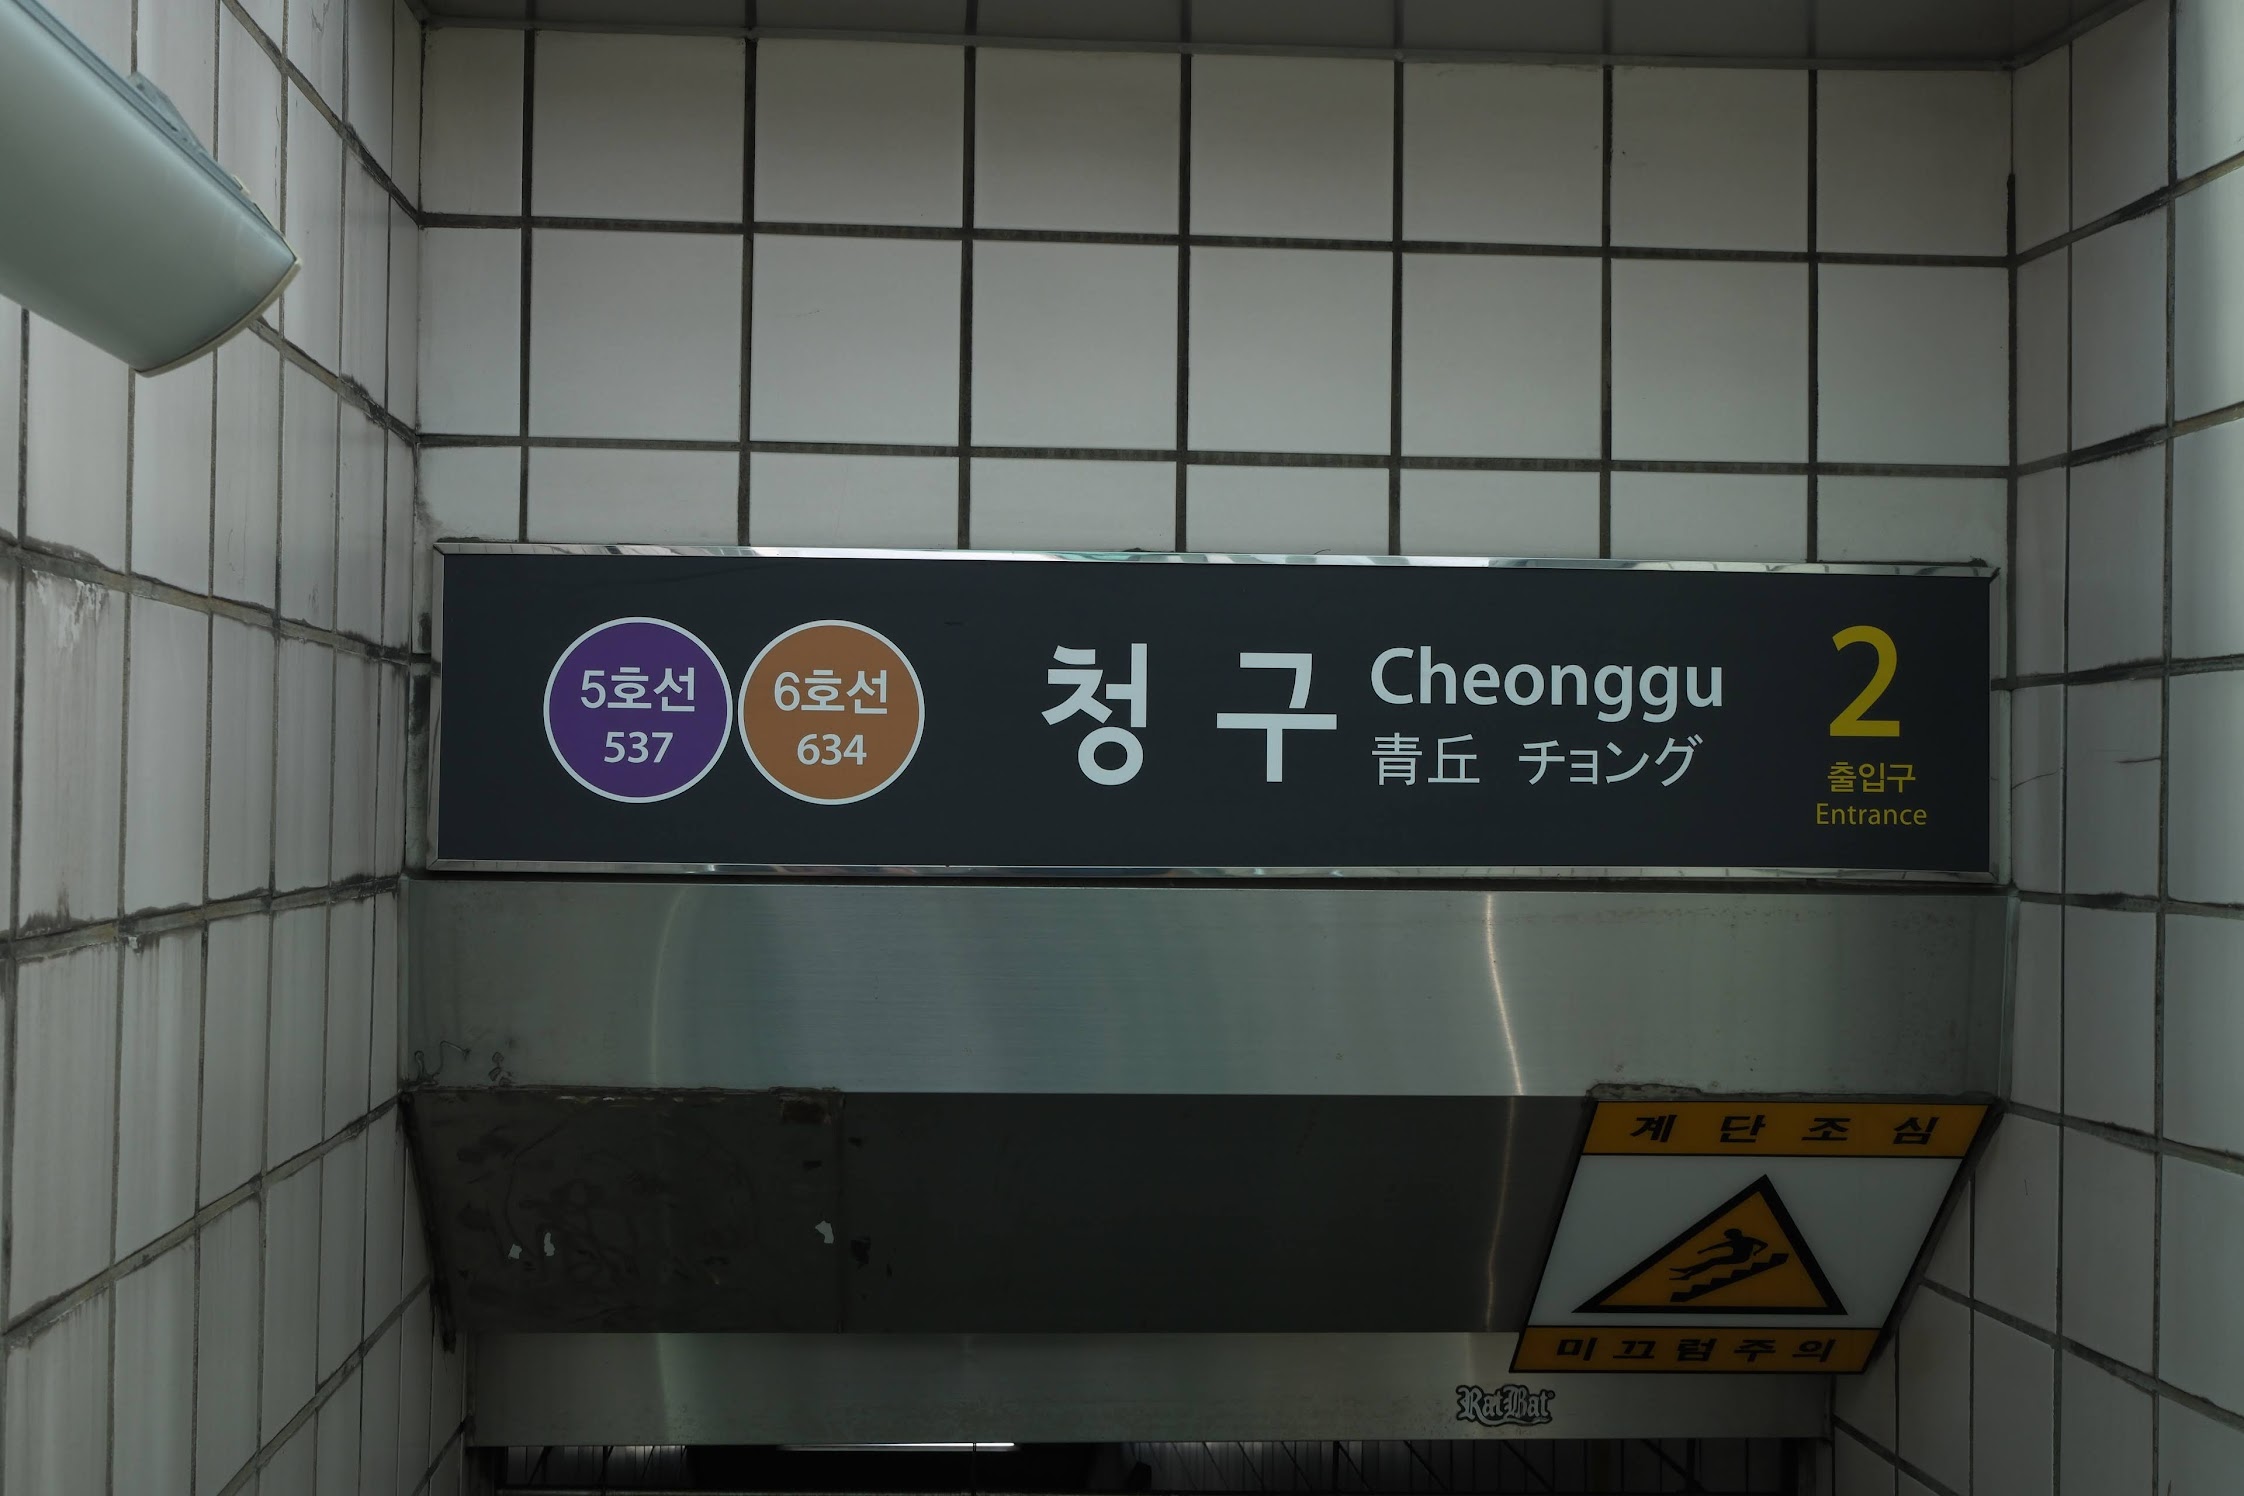 5호선
537
6호선
634
청구
Cheonggu
青丘 チョング
2
출입구
Entrance
계단조심
미끄럼주의
RatBat